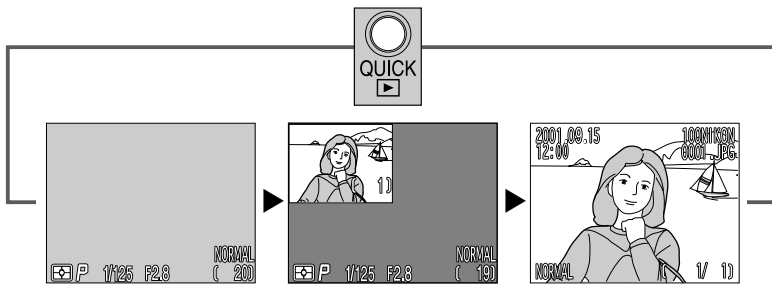 QUICK
NORMAL
P 1/125 F2.8 ( 20)
1)
NORMAL
P 1/125 F2.8 ( 19)
2001.09.15 100NIKON
12:00 0001.JPG
NORMAL ( 1/ 1)